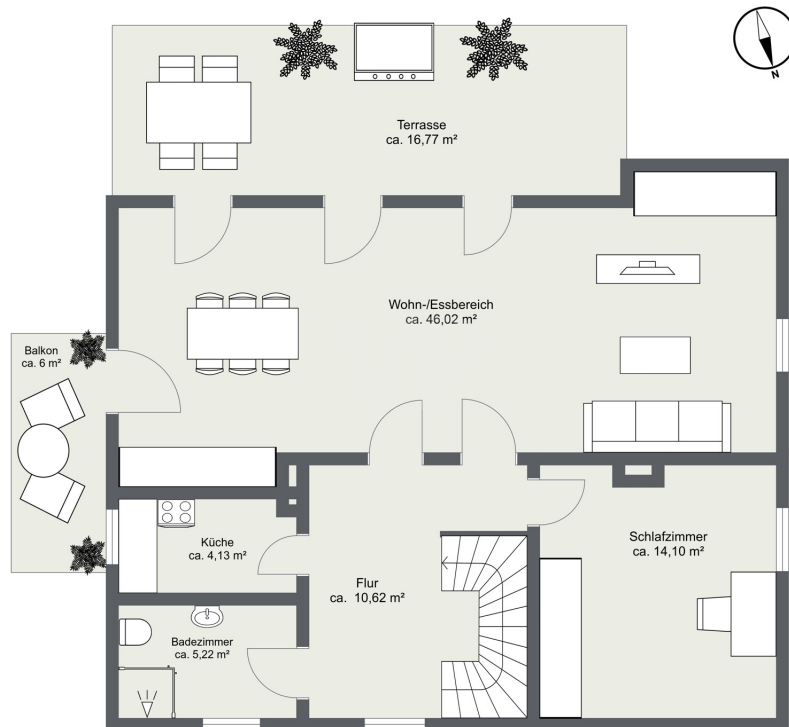 N
Terrasse
ca. 16,77 m²
Wohn-/Essbereich
ca. 46,02 m²
Balkon
ca. 6 m²
Küche
ca. 4,13 m²
Schlafzimmer
ca. 14,10 m²
Flur
ca. 10,62 m²
Badezimmer
ca. 5,22 m²